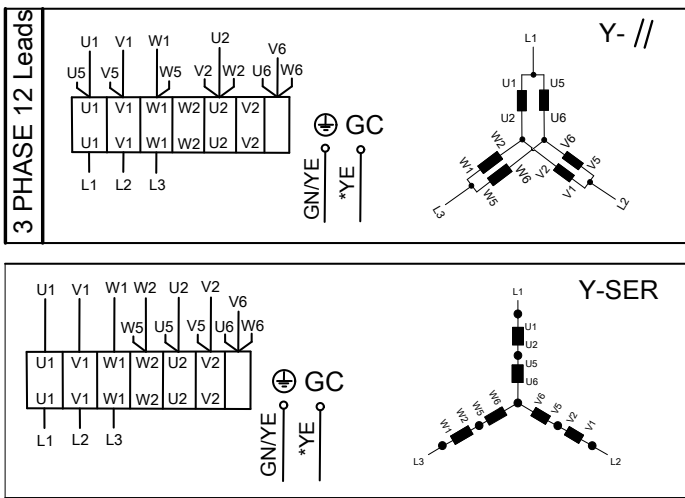 3 PHASE 12 Leads
Y- //
U1 V1 W1 U2 V6
U5 V5 W5 V2 W2 U6 W6
U1 V1 W1 W2 U2 V2
U1 V1 W1 W2 U2 V2
L1 L2 L3
GC
GN/YE
*YE
L1
U1 U5
U2 U6
W2 V6
W1 W6 V2 V5
W5 V1
L3 L2
Y-SER
U1 V1 W1 W2 U2 V2 V6
W5 U5 V5 U6 W6
U1 V1 W1 W2 U2 V2
U1 V1 W1 W2 U2 V2
L1 L2 L3
GC
GN/YE
*YE
L1
U1
U2
U5
U6
W1 W2 W5 W6 V6 V5 V2 V1
L3 L2